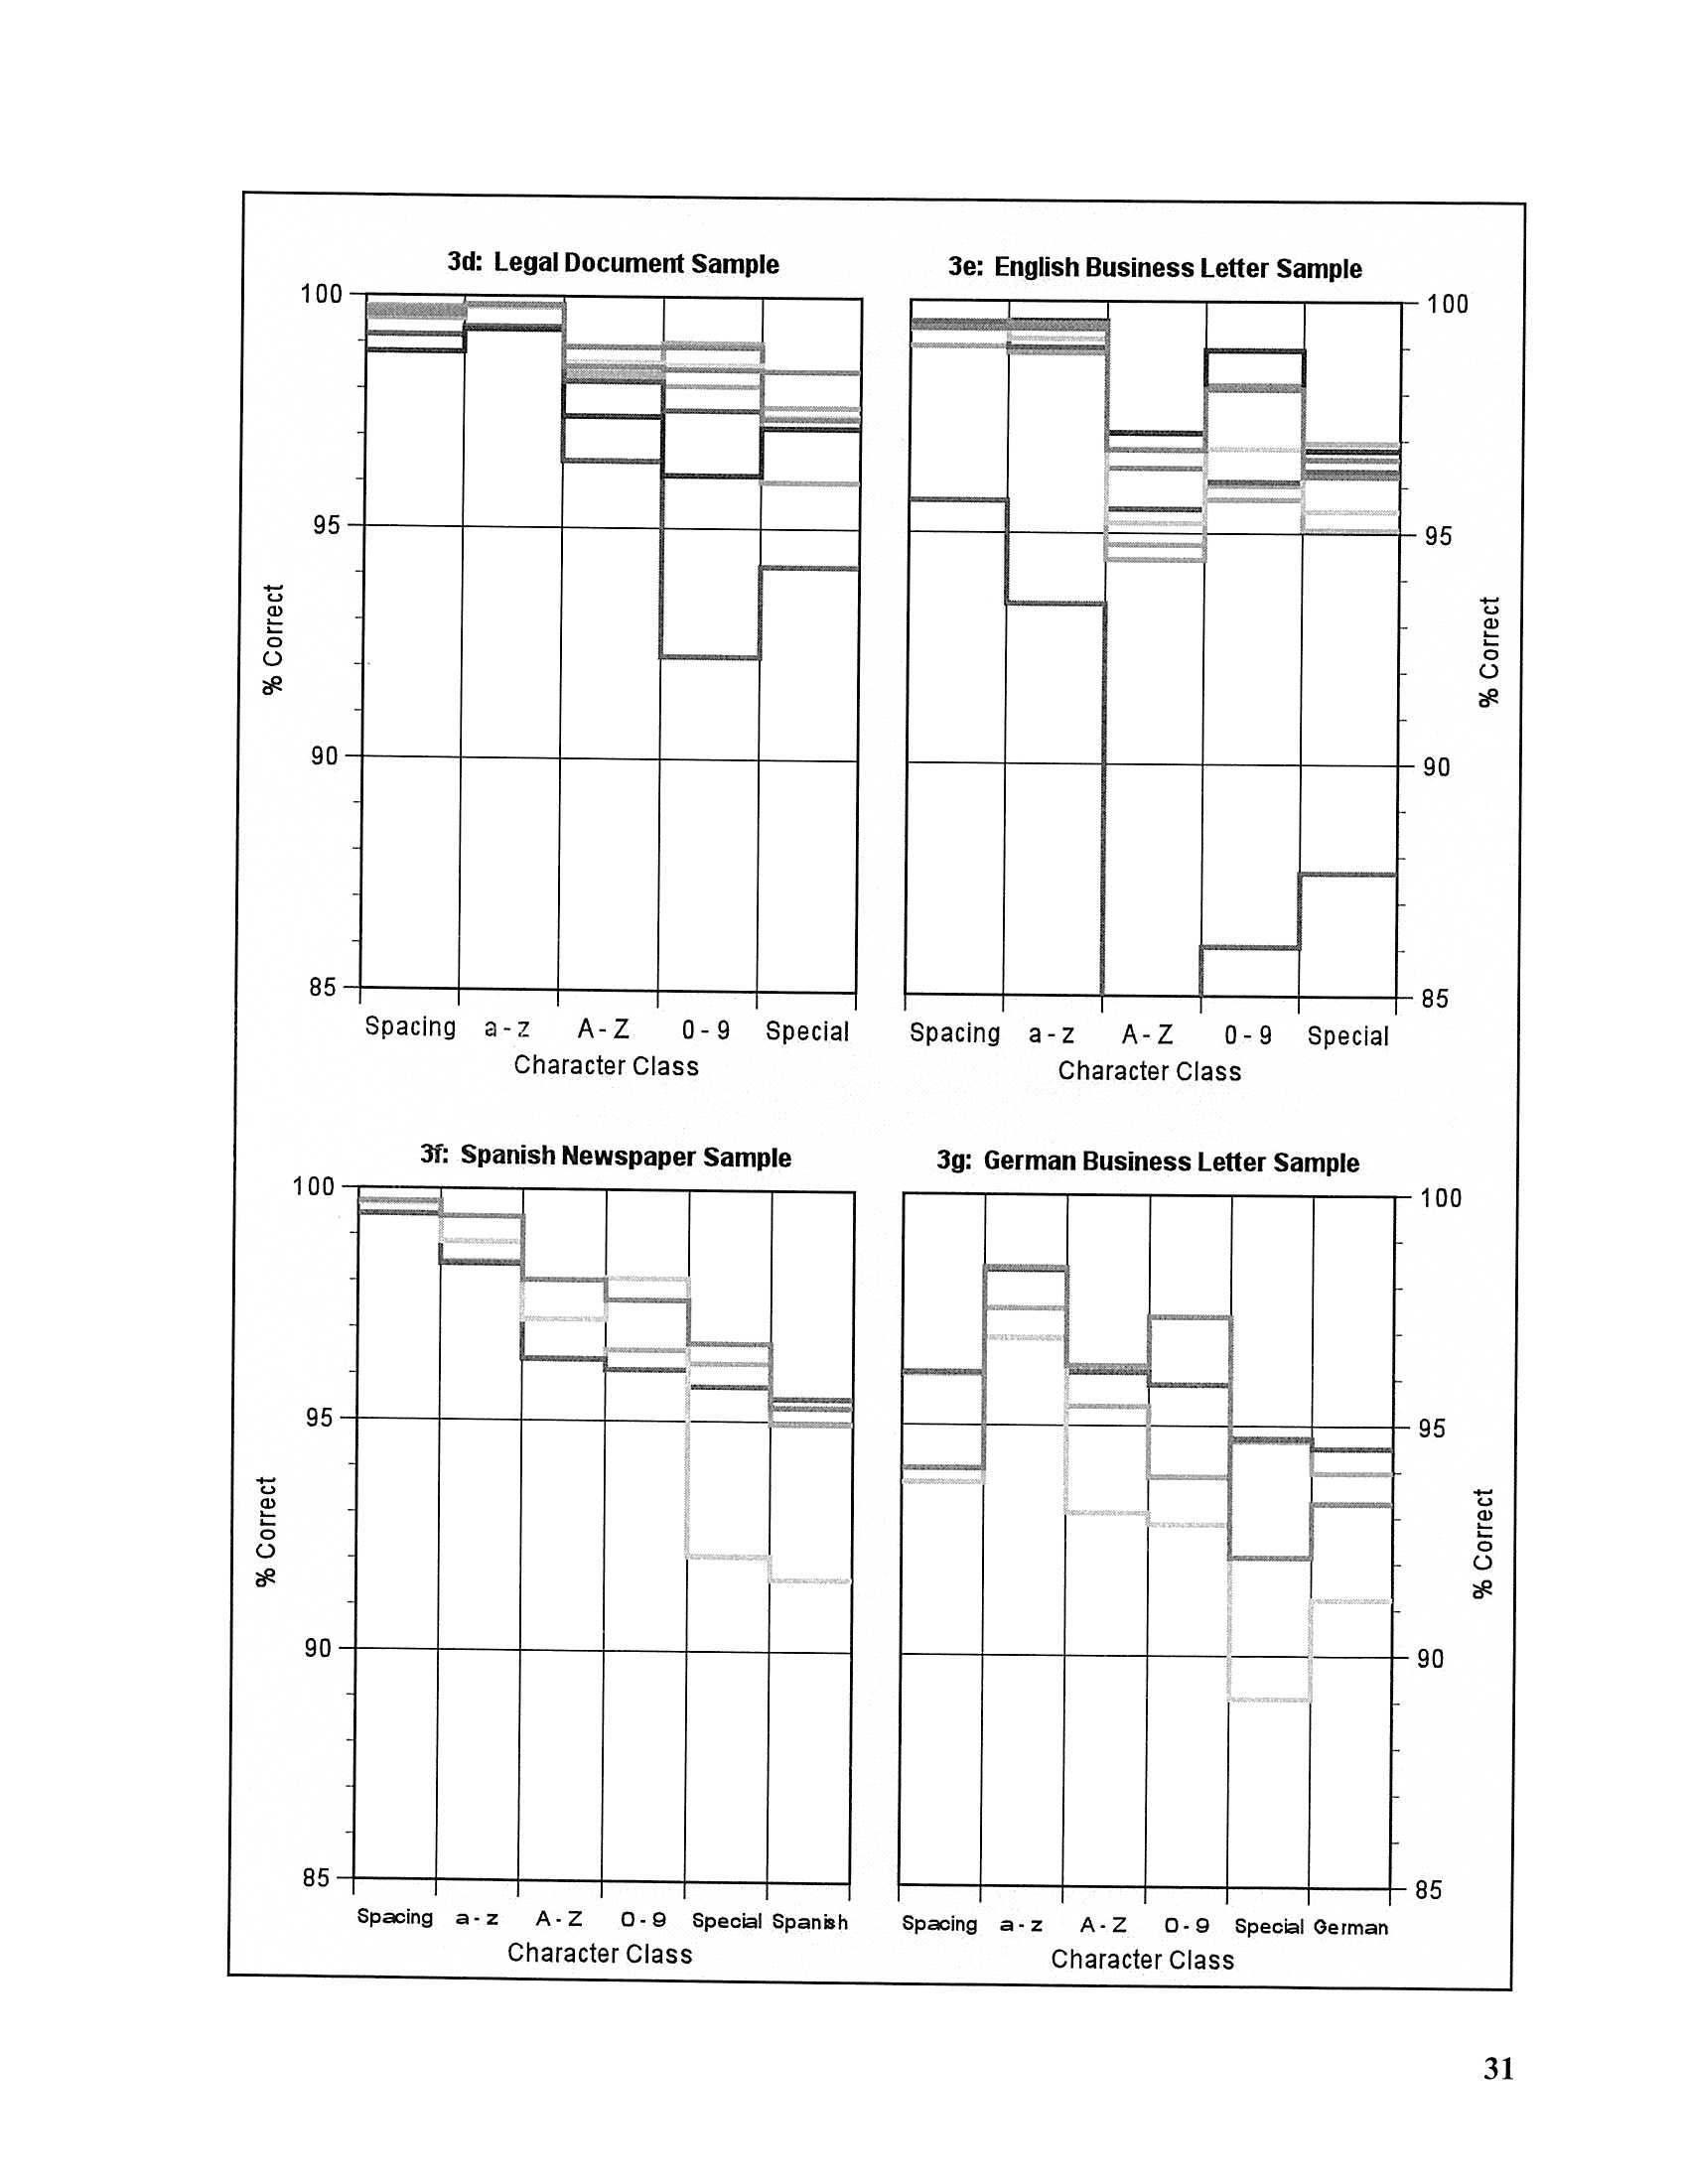 3d: Legal Document Sample
100
95
90
85
% Correct
Spacing a - z A - Z 0 - 9 Special
Character Class
3e: English Business Letter Sample
100
95
90
85
% Correct
Spacing a - z A - Z 0 - 9 Special
Character Class
3f: Spanish Newspaper Sample
100
95
90
85
% Correct
Spacing a - z A - Z 0 - 9 Special Spanish
Character Class
3g: German Business Letter Sample
100
95
90
85
% Correct
Spacing a - z A - Z 0 - 9 Special German
Character Class
31